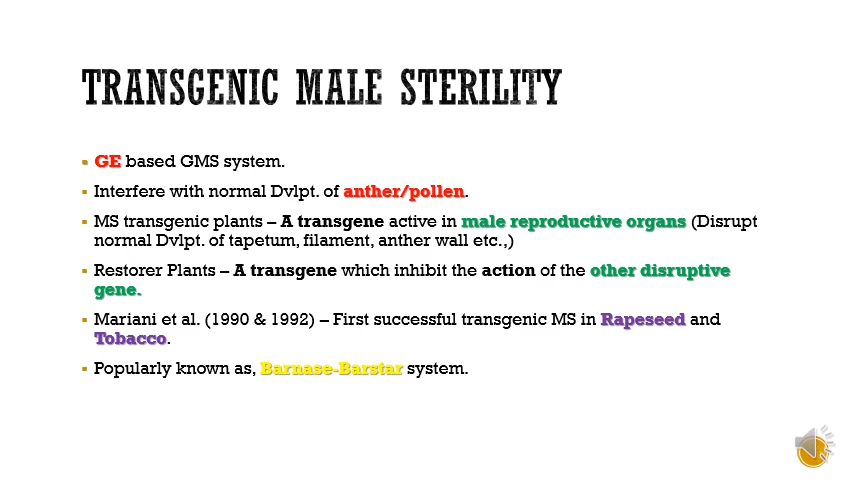 TRANSGENIC MALE STERILITY
▪ GE based GMS system.
▪ Interfere with normal Dvlpt. of anther/pollen.
▪ MS transgenic plants – A transgene active in male reproductive organs (Disrupt
normal Dvlpt. of tapetum, filament, anther wall etc.,)
▪ Restorer Plants – A transgene which inhibit the action of the other disruptive
gene.
▪ Mariani et al. (1990 & 1992) – First successful transgenic MS in Rapeseed and
Tobacco.
▪ Popularly known as, Barnase-Barstar system.